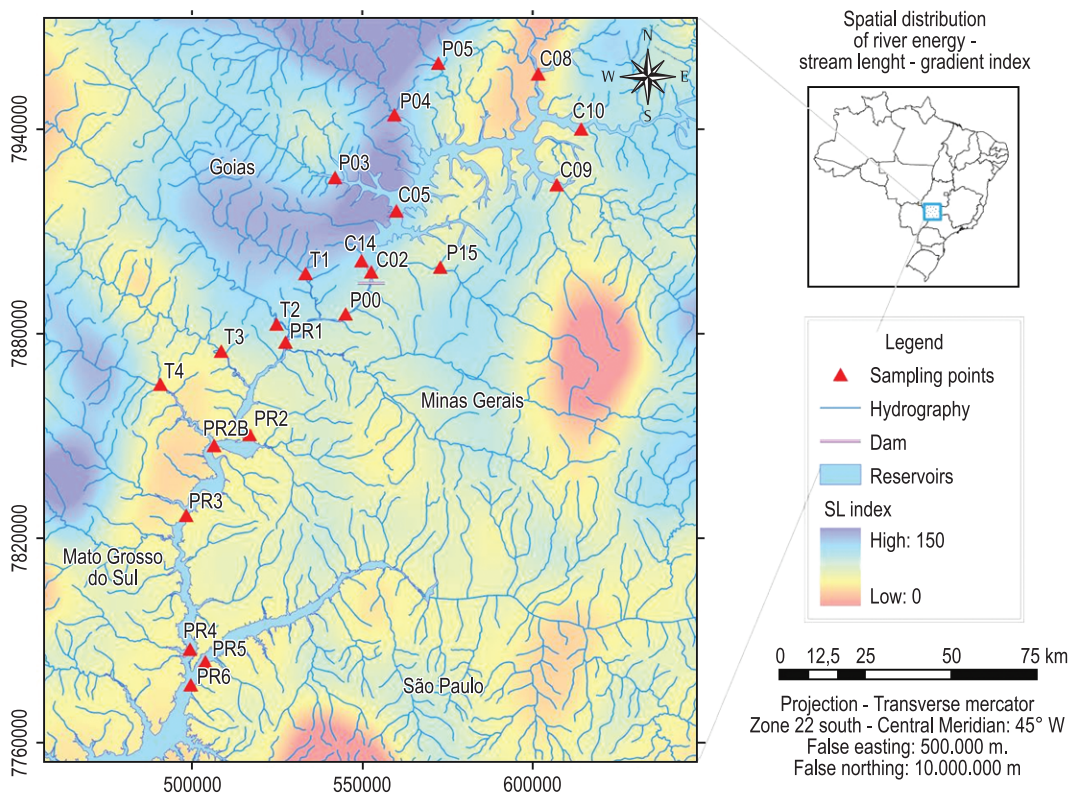 Spatial distribution
of river energy -
stream lenght - gradient index
N
W E
S
P05
C08
P04
C10
Goias
P03
C09
C05
C14
C02
P15
T1
P00
T2
PR1
T3
T4
Minas Gerais
PR2
PR2B
PR3
Mato Grosso
do Sul
PR4
PR5
PR6
São Paulo
7940000
7880000
7820000
7760000
500000
550000
600000
Legend
Sampling points
Hydrography
Dam
Reservoirs
SL index
High: 150
Low: 0
0 12,5 25 50 75 km
Projection - Transverse mercator
Zone 22 south - Central Meridian: 45° W
False easting: 500.000 m.
False northing: 10.000.000 m